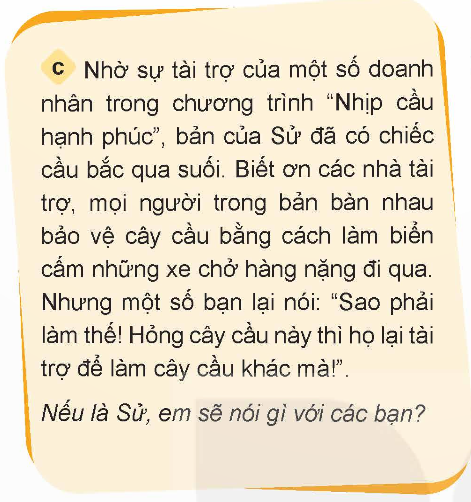 C Nhờ sự tài trợ của một số doanh
nhân trong chương trình “Nhịp cầu
hạnh phúc”, bản của Sử đã có chiếc
cầu bắc qua suối. Biết ơn các nhà tài
trợ, mọi người trong bản bàn nhau
bảo vệ cây cầu bằng cách làm biển
cấm những xe chở hàng nặng đi qua.
Nhưng một số bạn lại nói: “Sao phải
làm thế! Hỏng cây cầu này thì họ lại tài
trợ để làm cây cầu khác mà!”.
Nếu là Sử, em sẽ nói gì với các bạn?